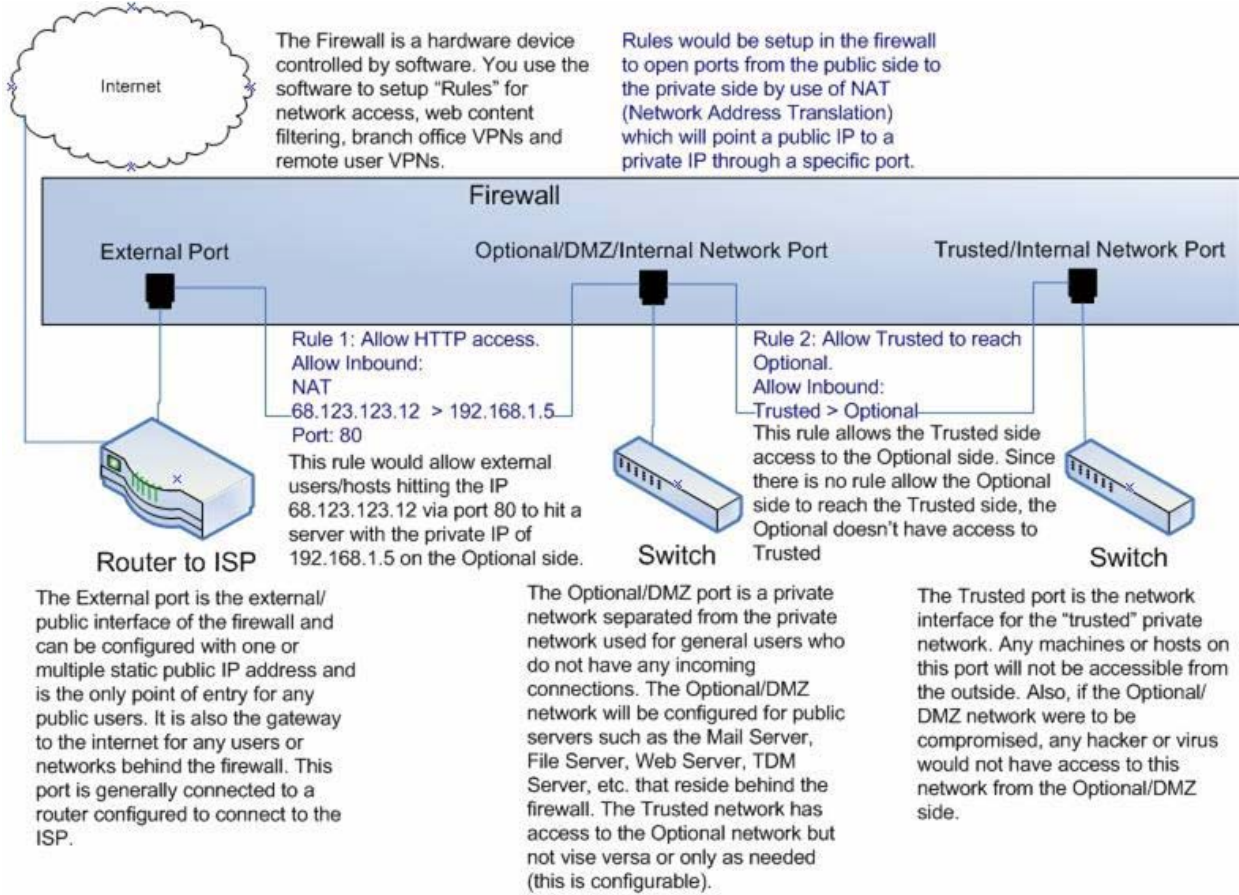 Internet
The Firewall is a hardware device
controlled by software. You use the
software to setup “Rules” for
network access, web content
filtering, branch office VPNs and
remote user VPNs.
Rules would be setup in the firewall
to open ports from the public side to
the private side by use of NAT
(Network Address Translation)
which will point a public IP to a
private IP through a specific port.
Firewall
External Port
Optional/DMZ/Internal Network Port
Trusted/Internal Network Port
Rule 1: Allow HTTP access.
Allow Inbound:
NAT
68.123.123.12 > 192.168.1.5
Port: 80
This rule would allow external
users/hosts hitting the IP
68.123.123.12 via port 80 to hit a
server with the private IP of
192.168.1.5 on the Optional side.
Rule 2: Allow Trusted to reach
Optional.
Allow Inbound:
Trusted > Optional
This rule allows the Trusted side
access to the Optional side. Since
there is no rule allow the Optional
side to reach the Trusted side, the
Optional doesn’t have access to
Trusted
Router to ISP
The External port is the external/
public interface of the firewall and
can be configured with one or
multiple static public IP address and
is the only point of entry for any
public users. It is also the gateway
to the internet for any users or
networks behind the firewall. This
port is generally connected to a
router configured to connect to the
ISP.
Switch
The Optional/DMZ port is a private
network separated from the private
network used for general users who
do not have any incoming
connections. The Optional/DMZ
network will be configured for public
servers such as the Mail Server,
File Server, Web Server, TDM
Server, etc. that reside behind the
firewall. The Trusted network has
access to the Optional network but
not vise versa or only as needed
(this is configurable).
Switch
The Trusted port is the network
interface for the “trusted” private
network. Any machines or hosts on
this port will not be accessible from
the outside. Also, if the Optional/
DMZ network were to be
compromised, any hacker or virus
would not have access to this
network from the Optional/DMZ
side.